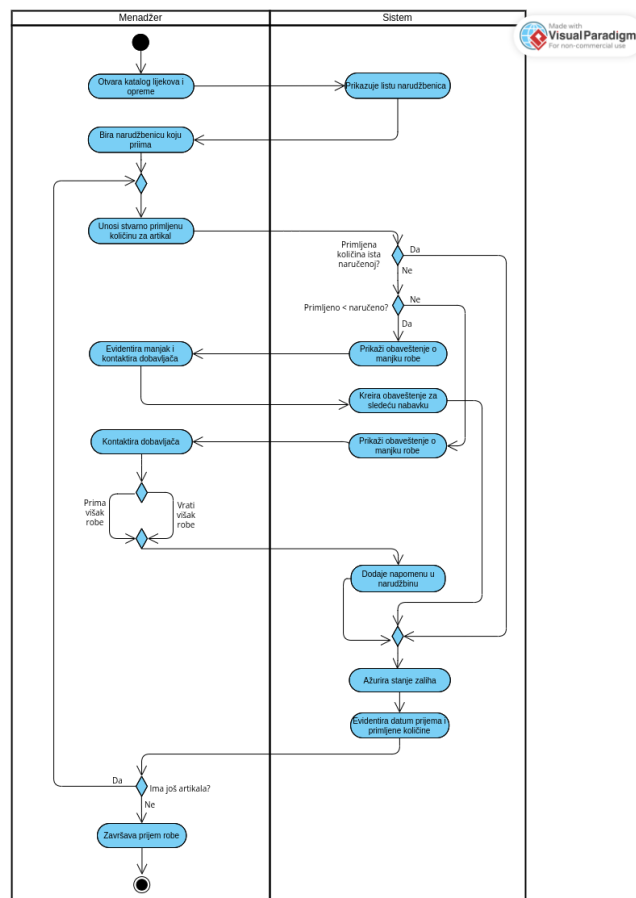 Menadžer
Sistem
Made with
Visual Paradigm
For non-commercial use
Otvara katalog lijekova i
opreme
Prikazuje listu narudžbenica
Bira narudžbenicu koju
priima
Unosi stvarno primljenu
količinu za artikal
Primljena
količina ista
naručenoj?
Da
Ne
Primljeno < naručeno?
Ne
Da
Evidentira manjak i
kontaktira dobavljača
Prikaži obaveštenje o
manjku robe
Kreira obaveštenje za
sledeću nabavku
Kontaktira dobavljača
Prikaži obaveštenje o
manjku robe
Prima
višak
robe
Vrati
višak
robe
Dodaje napomenu u
narudžbinu
Ažurira stanje zaliha
Evidentira datum prijema i
primljene količine
Da
Ima još artikala?
Ne
Završava prijem robe